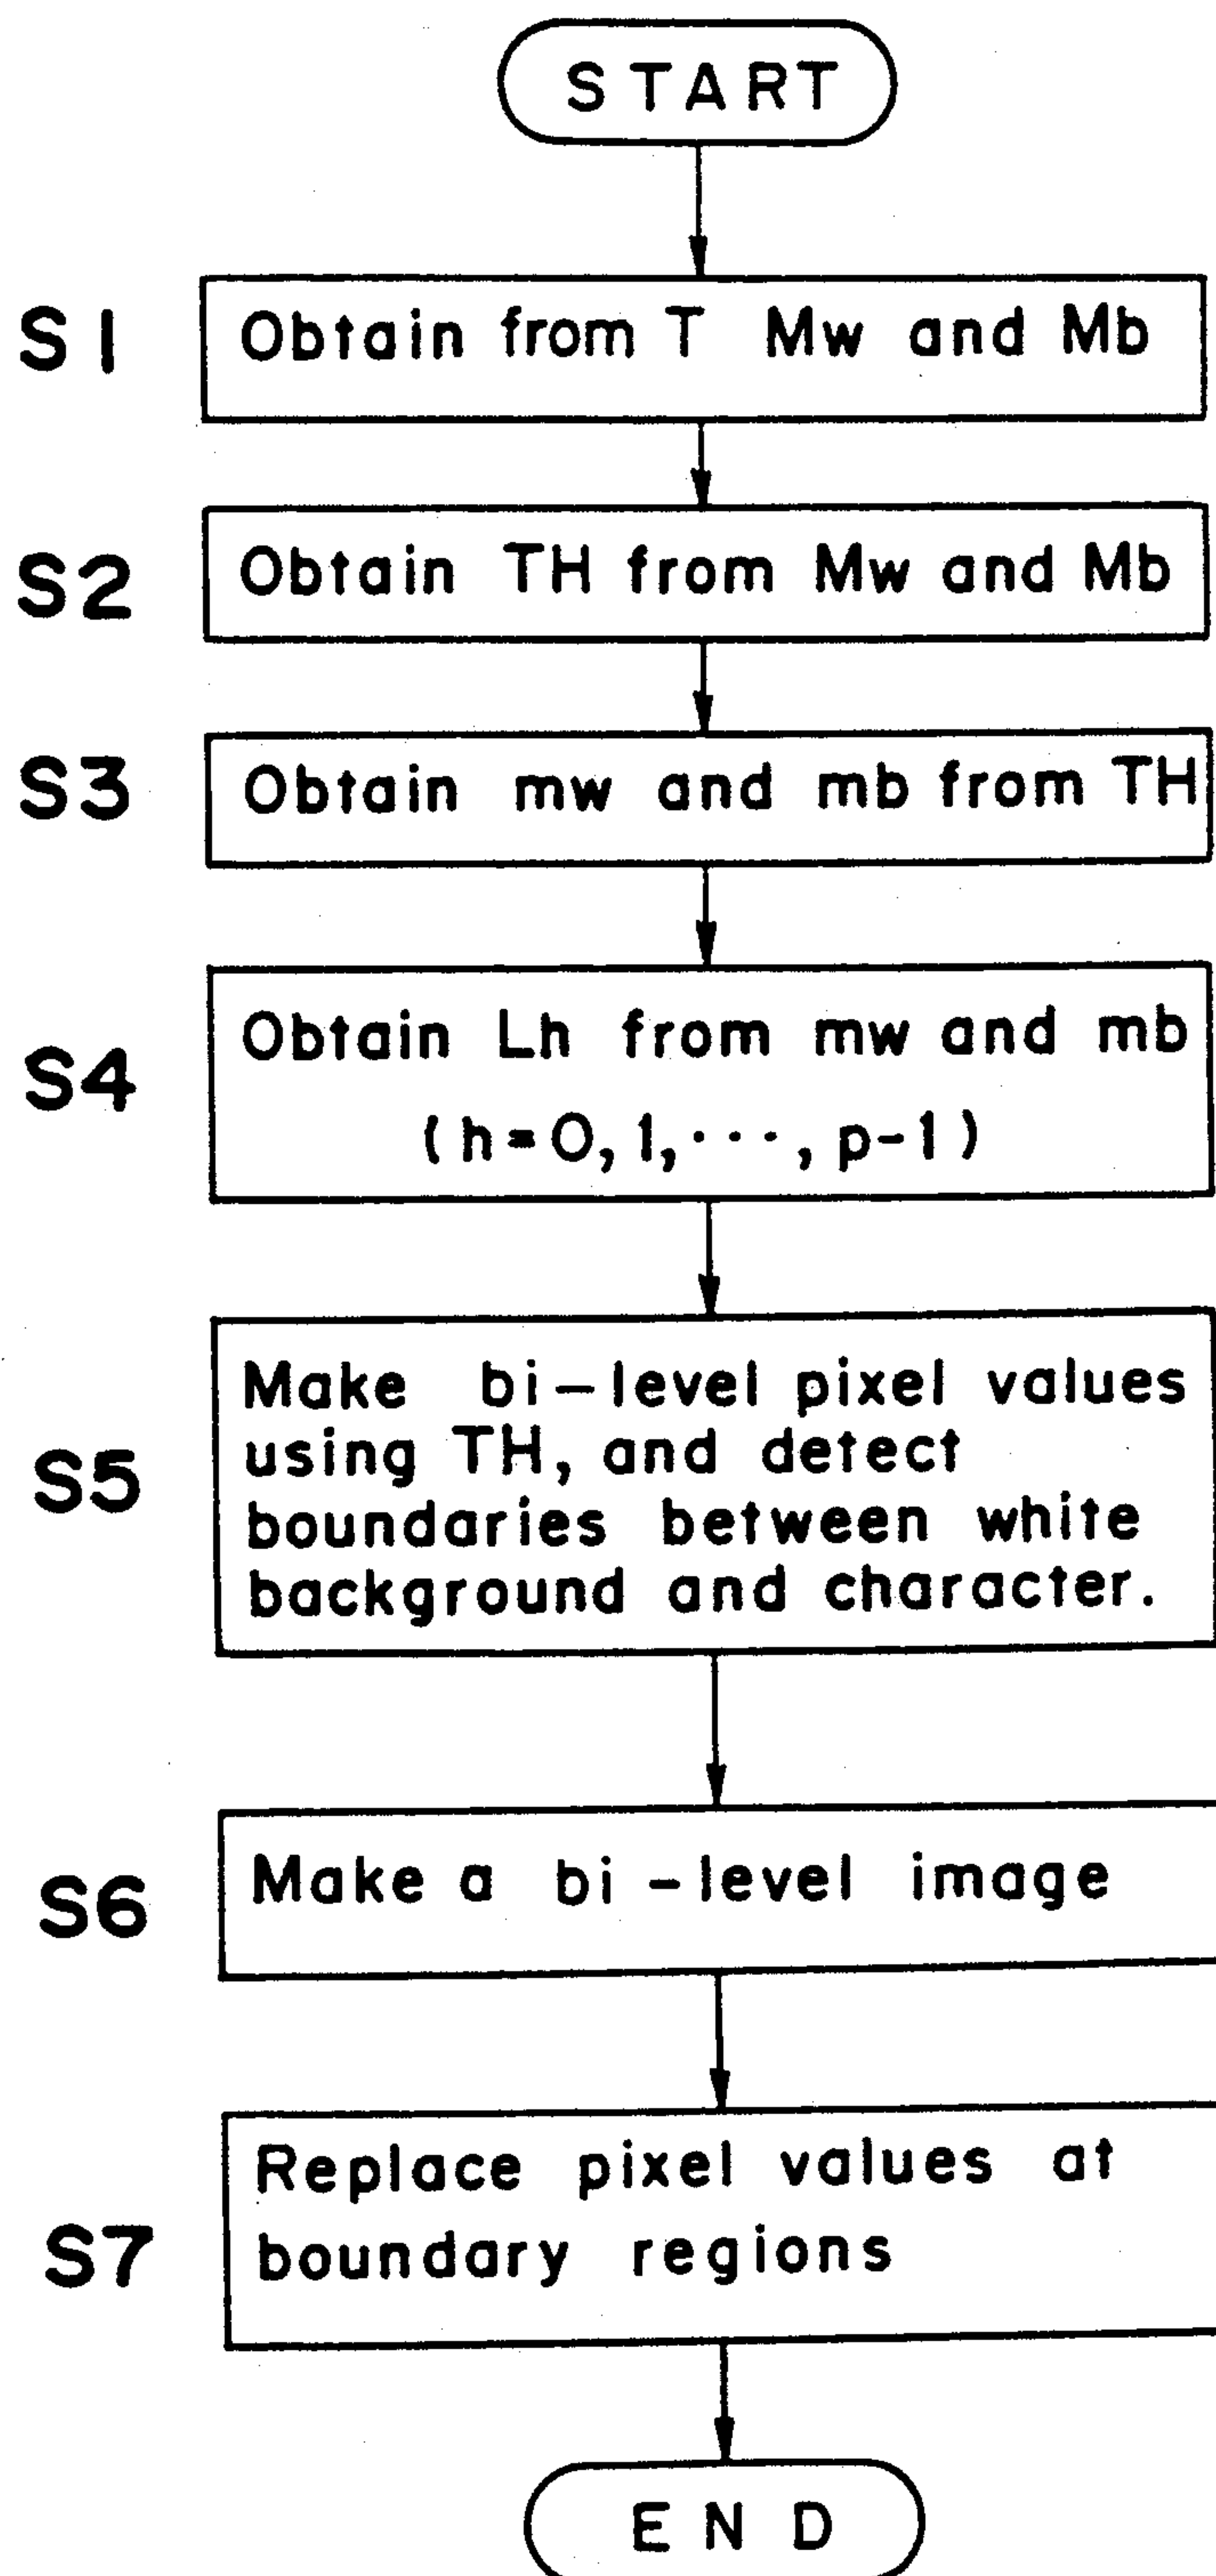 START
S1
Obtain from T Mw and Mb
S2
Obtain TH from Mw and Mb
S3
Obtain mw and mb from TH
S4
Obtain Lh from mw and mb
(h=0, 1, ···, p-1)
S5
Make bi-level pixel values
using TH, and detect
boundaries between white
background and character.
S6
Make a bi-level image
S7
Replace pixel values at
boundary regions
END